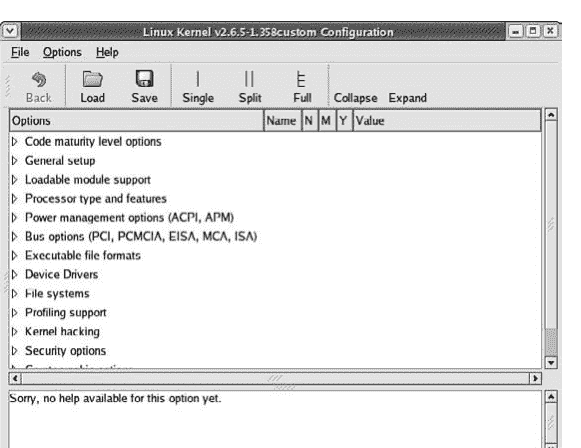 Linux Kernel v2.6.5-1.358custom Configuration
File Options Help
Back Load Save Single Split Full Collapse Expand
Options Name N M Y Value
Code maturity level options
General setup
Loadable module support
Processor type and features
Power management options (ACPI, APM)
Bus options (PCI, PCMCIA, EISA, MCA, ISA)
Executable file formats
Device Drivers
File systems
Profiling support
Kernel hacking
Security options
Sorry, no help available for this option yet.